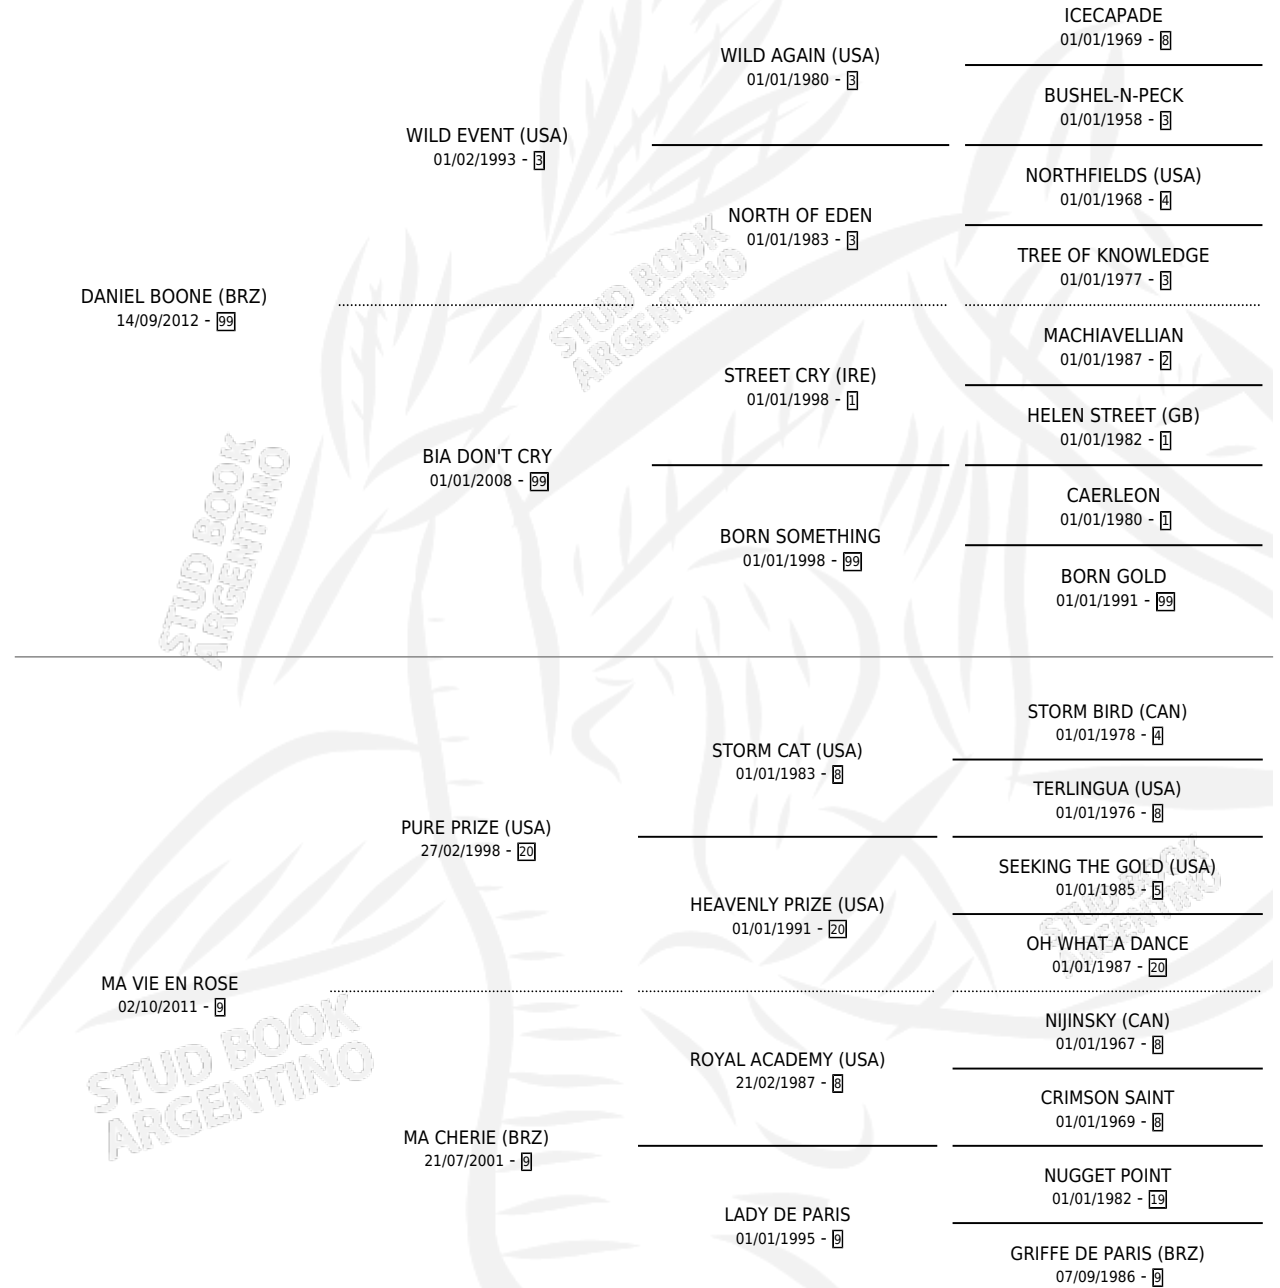 ICECAPADE
01/01/1969 - 8
WILD AGAIN (USA)
01/01/1980 - 3
BUSHEL-N-PECK
01/01/1958 - 3
WILD EVENT (USA)
01/02/1993 - 3
NORTHFIELDS (USA)
01/01/1968 - 4
NORTH OF EDEN
01/01/1983 - 3
TREE OF KNOWLEDGE
01/01/1977 - 3
DANIEL BOONE (BRZ)
14/09/2012 - 99
MACHIAVELLIAN
01/01/1987 - 2
STREET CRY (IRE)
01/01/1998 - 1
HELEN STREET (GB)
01/01/1982 - 1
BIA DON'T CRY
01/01/2008 - 99
CAERLEON
01/01/1980 - 1
BORN SOMETHING
01/01/1998 - 99
BORN GOLD
01/01/1991 - 99
STUD BOOK
ARGENTINO
STUD BOOK
ARGENTINO
STORM BIRD (CAN)
01/01/1978 - 4
STORM CAT (USA)
01/01/1983 - 8
TERLINGUA (USA)
01/01/1976 - 8
PURE PRIZE (USA)
27/02/1998 - 20
SEEKING THE GOLD (USA)
01/01/1985 - 5
HEAVENLY PRIZE (USA)
01/01/1991 - 20
OH WHAT A DANCE
01/01/1987 - 20
MA VIE EN ROSE
02/10/2011 - 9
NIJINSKY (CAN)
01/01/1967 - 8
ROYAL ACADEMY (USA)
21/02/1987 - 8
CRIMSON SAINT
01/01/1969 - 8
MA CHERIE (BRZ)
21/07/2001 - 9
NUGGET POINT
01/01/1982 - 19
LADY DE PARIS
01/01/1995 - 9
GRIFFE DE PARIS (BRZ)
07/09/1986 - 9
STUD BOOK
ARGENTINO
STUD BOOK
ARGENTINO